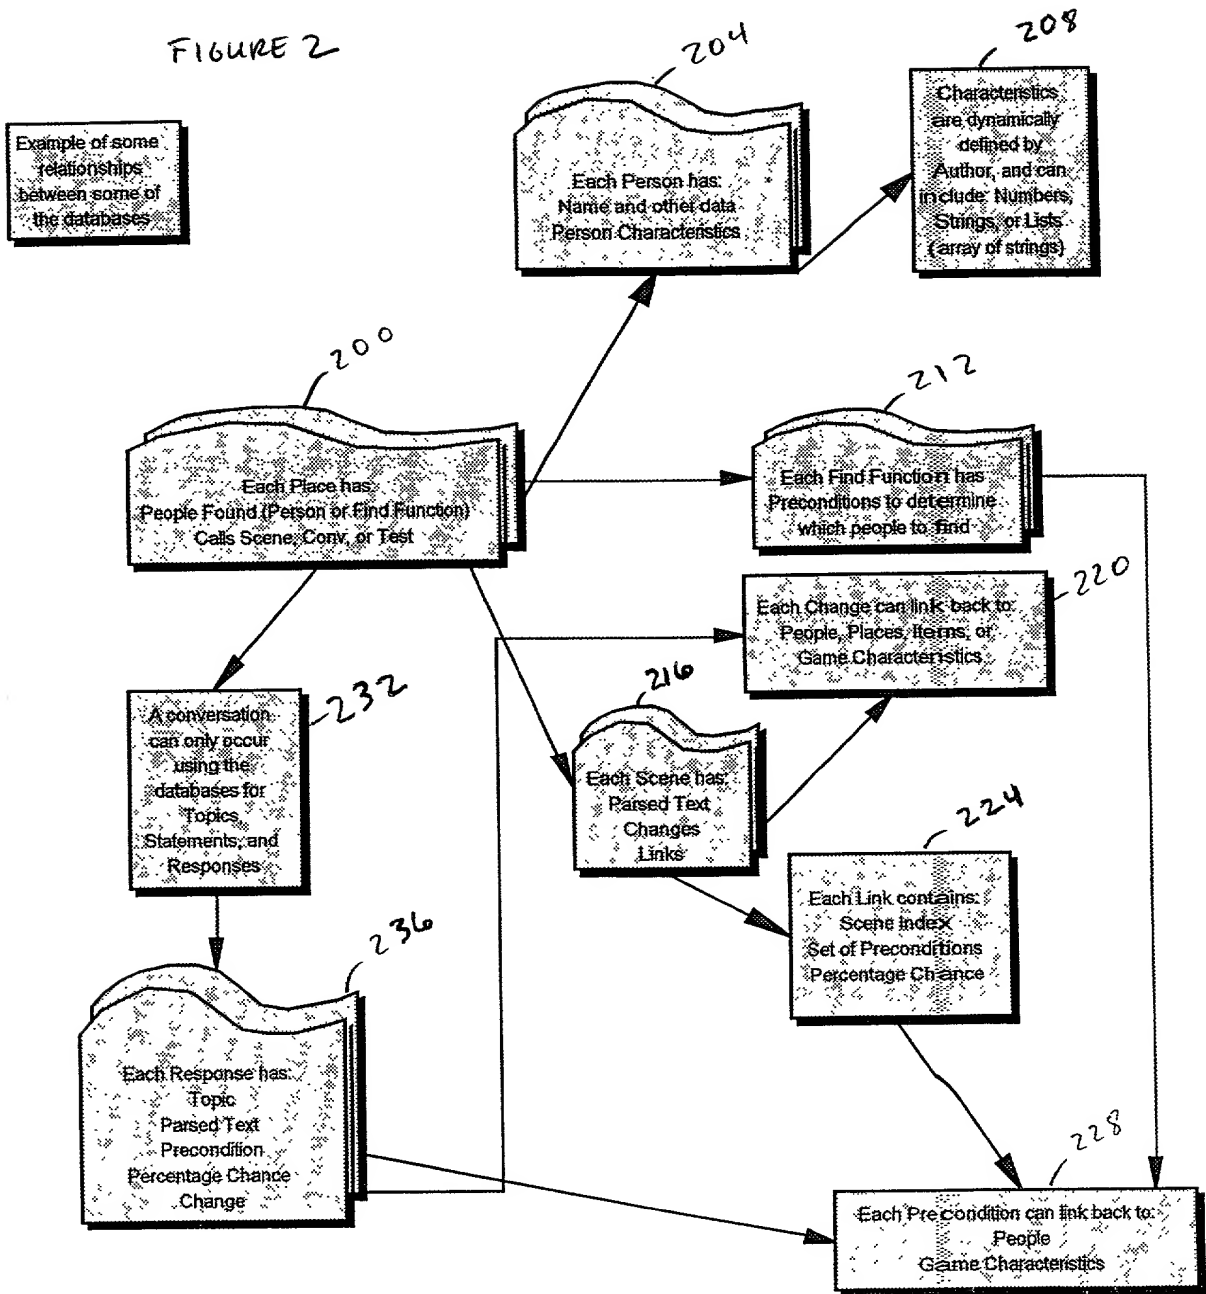 FIGURE 2
204
208
Example of some
relationships
between some of
the databases
Each Person has:
Name and other data
Person Characteristics
Characteristics
are dynamically
defined by
Author, and can
include: Numbers,
Strings, or Lists
(array of strings)
200
212
Each Place has:
People Found (Person or Find Function)
Calls Scene, Conv, or Test
Each Find Function has
Preconditions to determine
which people to find
220
Each Change can link back to:
People, Places, Items, or
Game Characteristics
232
A conversation
can only occur
using the
databases for
Topics,
Statements, and
Responses
216
Each Scene has:
Parsed Text
Changes
Links
224
Each Link contains:
Scene Index
Set of Preconditions
Percentage Chance
236
Each Response has:
Topic
Parsed Text
Precondition
Percentage Chance
Change
228
Each Precondition can link back to:
People
Game Characteristics